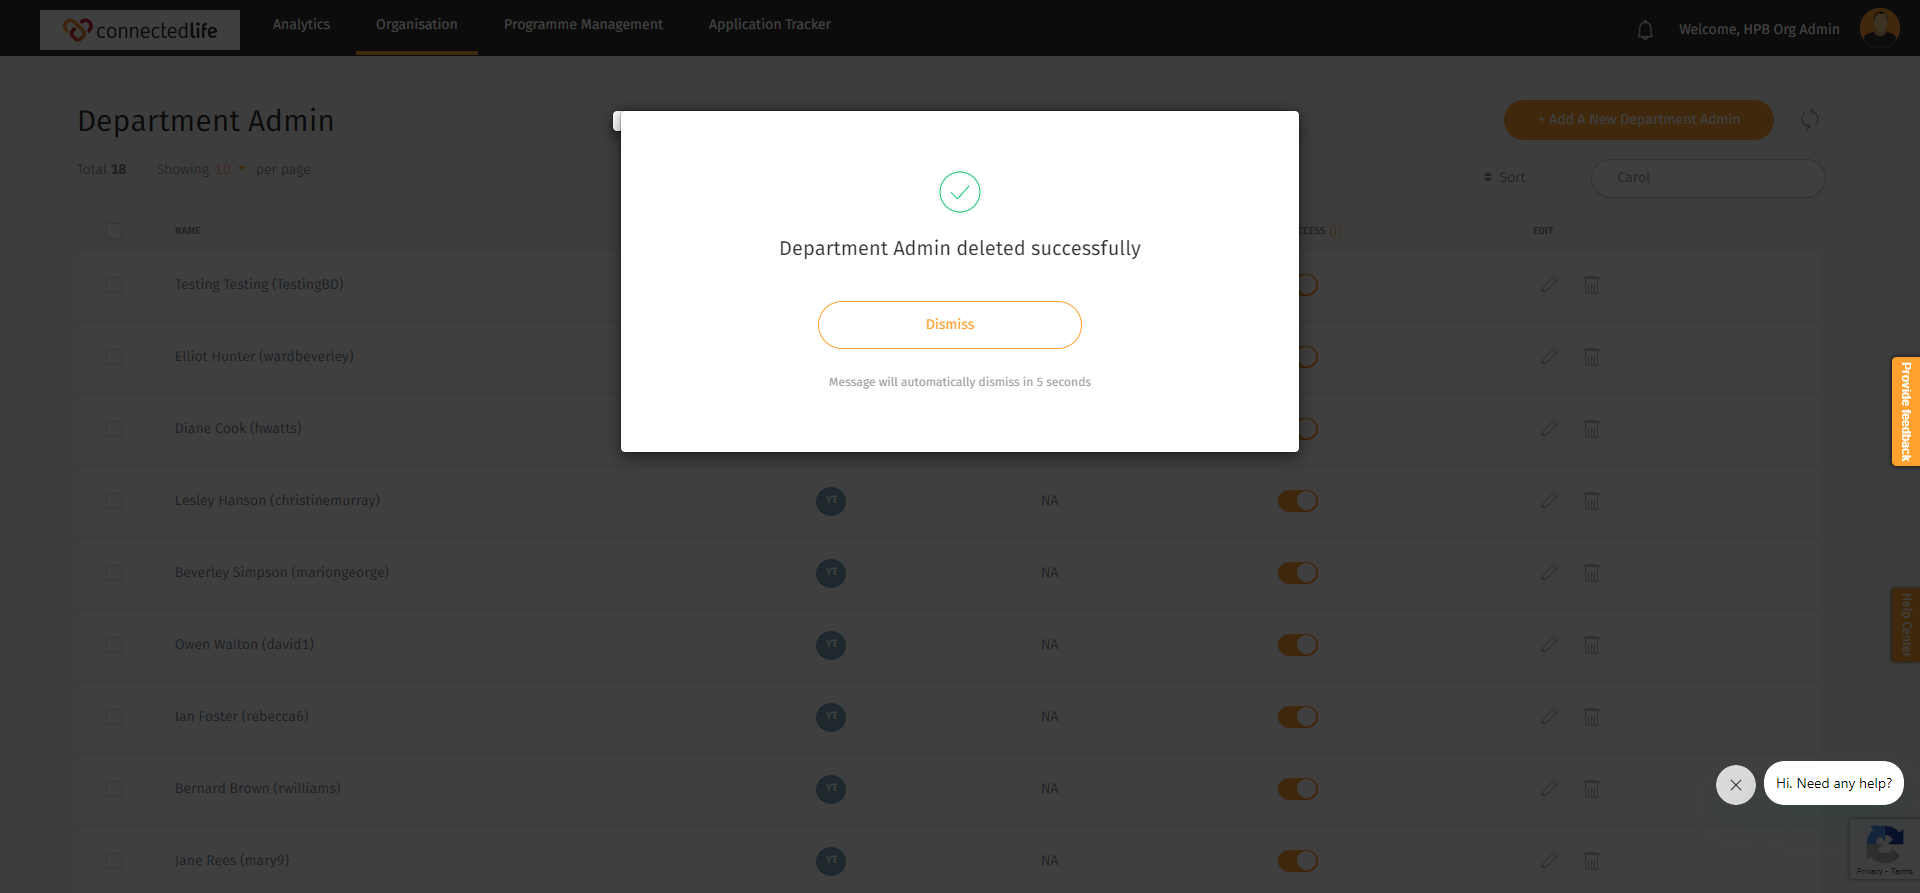 connectedlife
Analytics
Organisation
Programme Management
Application Tracker
Welcome, HPB Org Admin
Department Admin
+ Add A New Department Admin
Total 18
Showing 10 per page
Sort
Carol
NAME
CCESS
EDIT
Department Admin deleted successfully
Dismiss
Message will automatically dismiss in 5 seconds
Testing Testing (TestingBD)
Elliot Hunter (wardbeverley)
Diane Cook (hwatts)
Lesley Hanson (christinemurray)
YT
NA
Beverley Simpson (mariongeorge)
YT
NA
Owen Walton (david1)
YT
NA
Ian Foster (rebecca6)
YT
NA
Bernard Brown (rwilliams)
YT
NA
Jane Rees (mary9)
YT
NA
Provide feedback
Help Center
Hi. Need any help?
Privacy - Terms